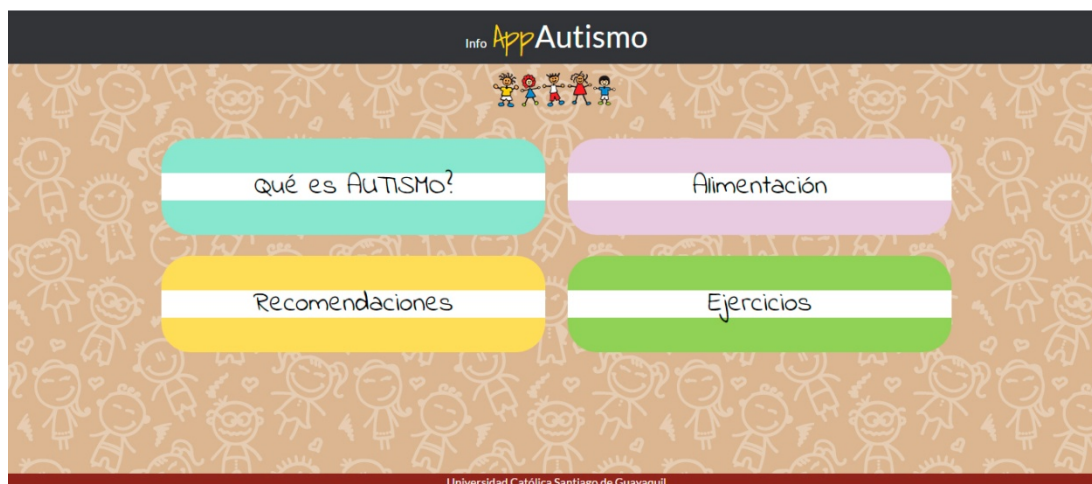 Info AppAutismo
Qué es AUTISMO?
Alimentación
Recomendaciones
Ejercicios
Universidad Católica Santiago de Guayaquil